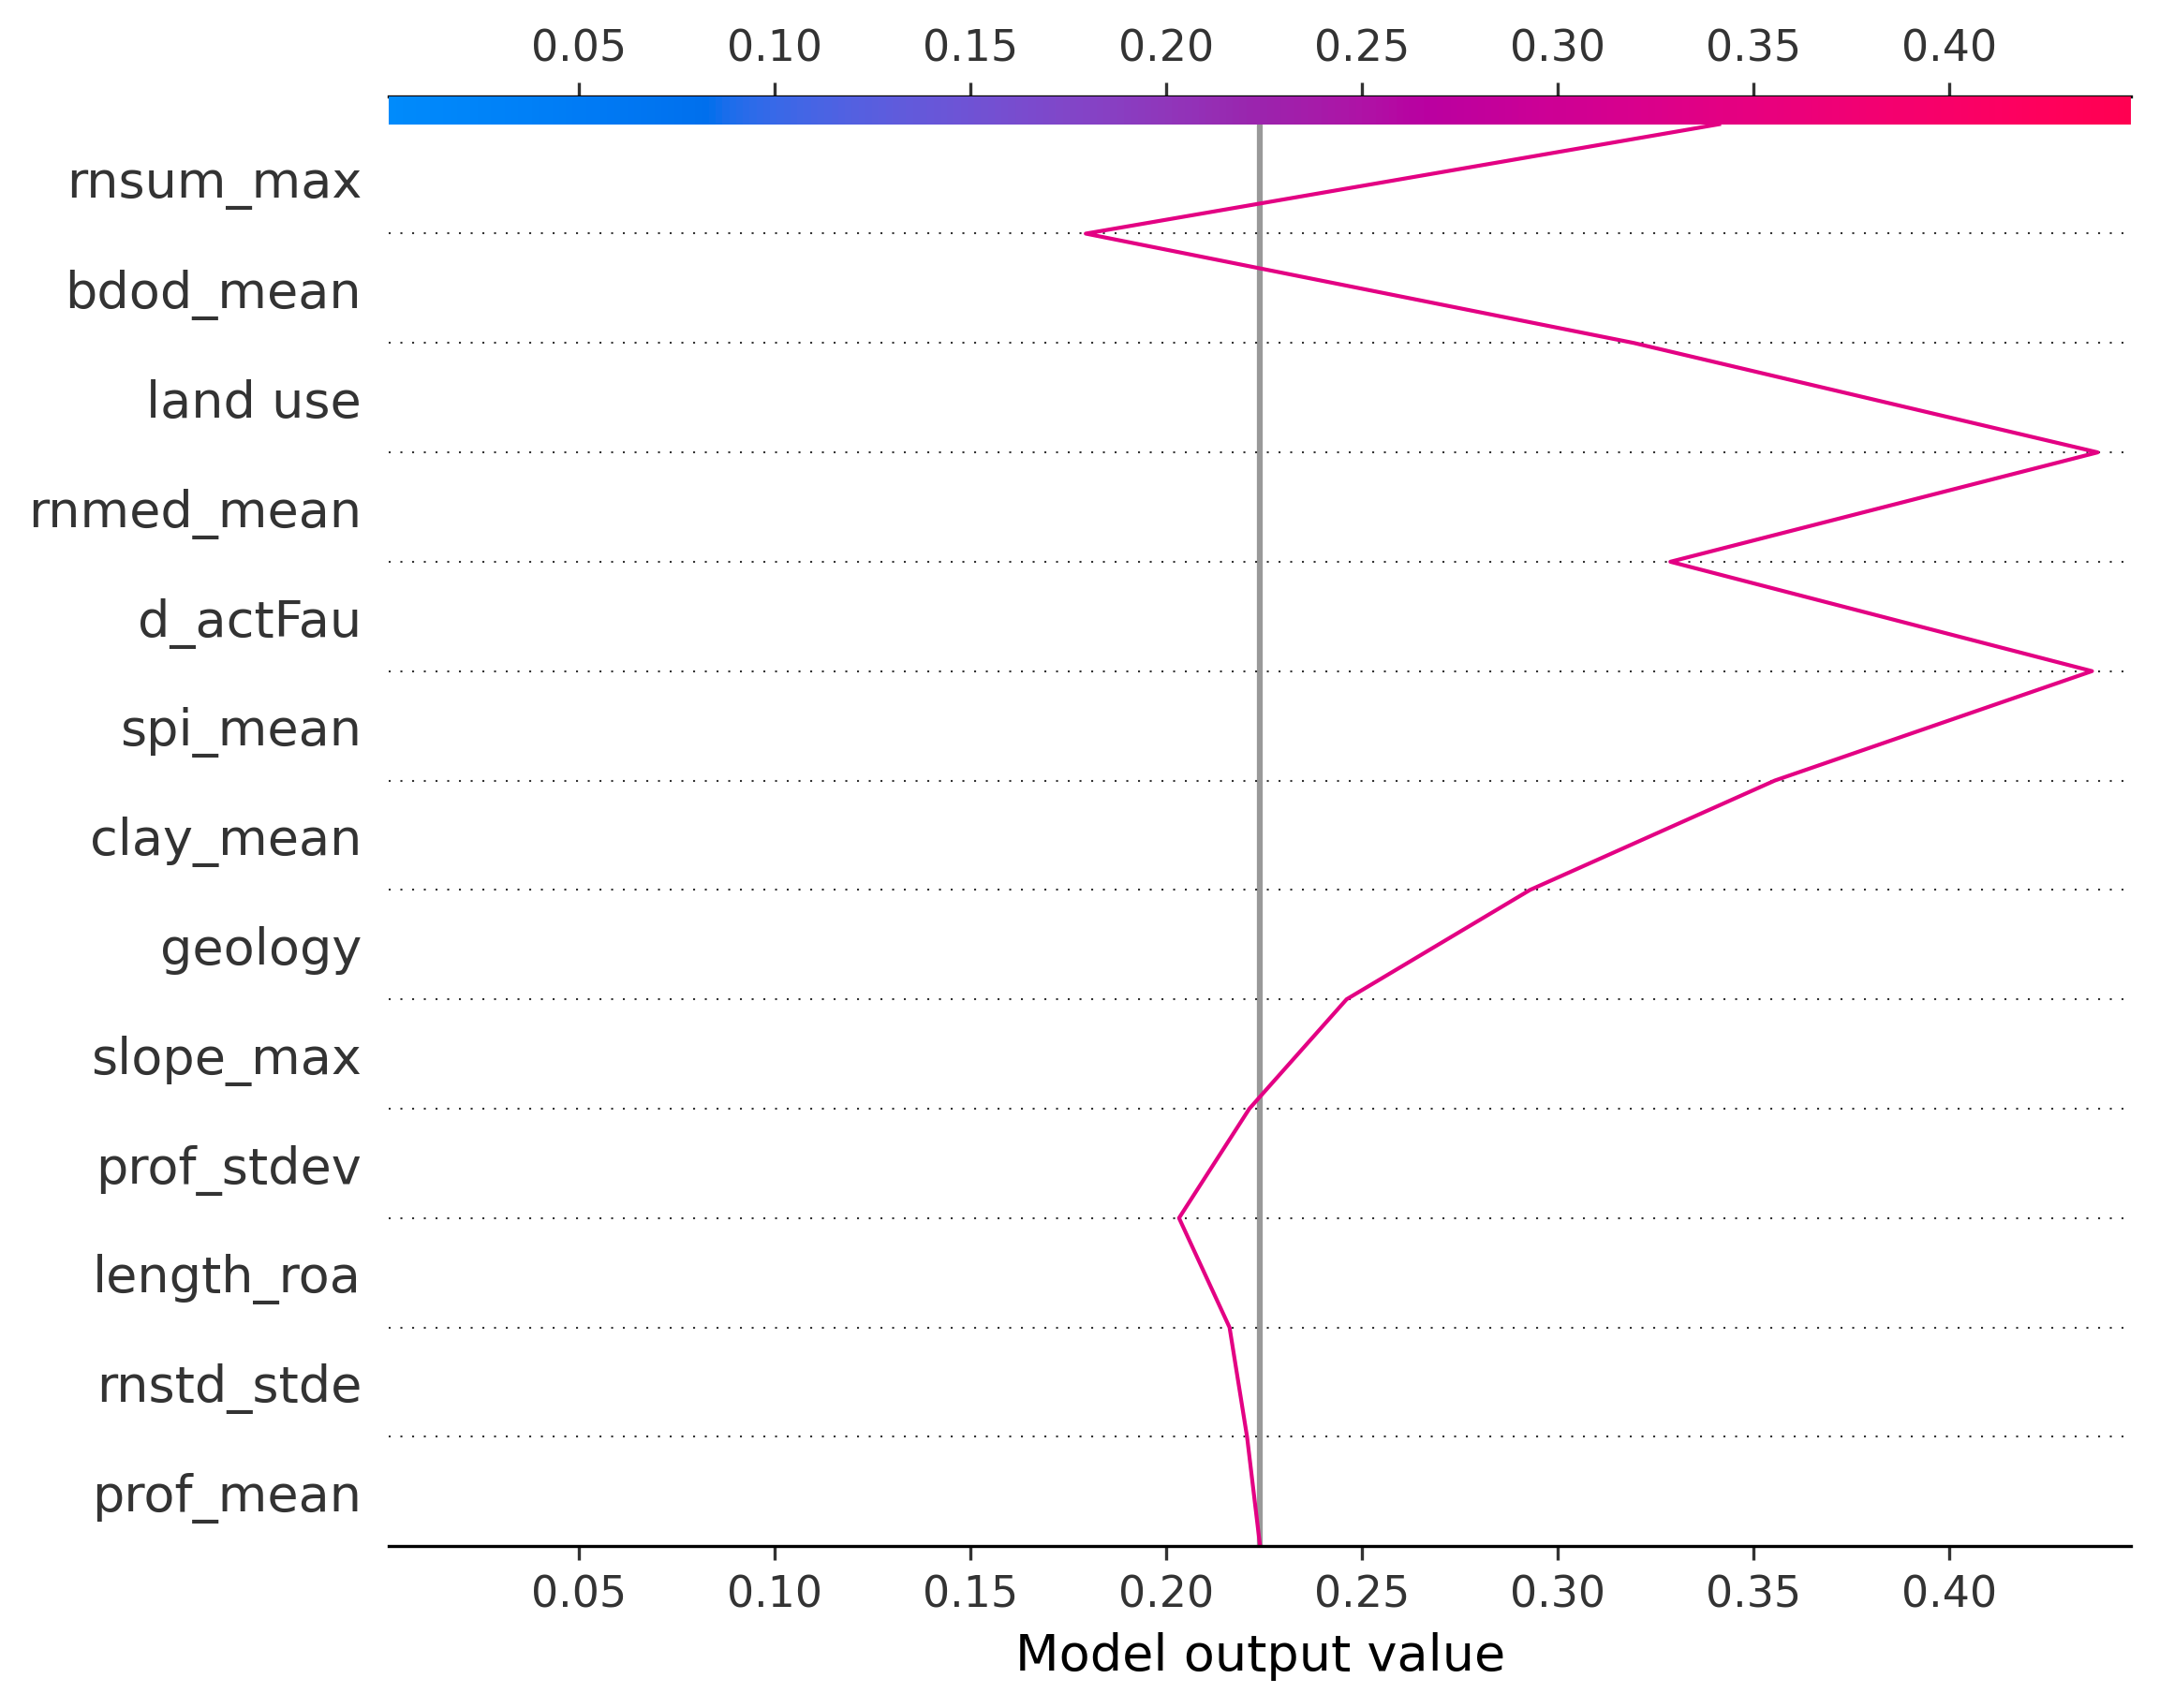 0.05 0.10 0.15 0.20 0.25 0.30 0.35 0.40
rnsum_max
bdod_mean
land use
rnmed_mean
d_actFau
spi_mean
clay_mean
geology
slope_max
prof_stdev
length_roa
rnstd_stde
prof_mean
0.05 0.10 0.15 0.20 0.25 0.30 0.35 0.40
Model output value